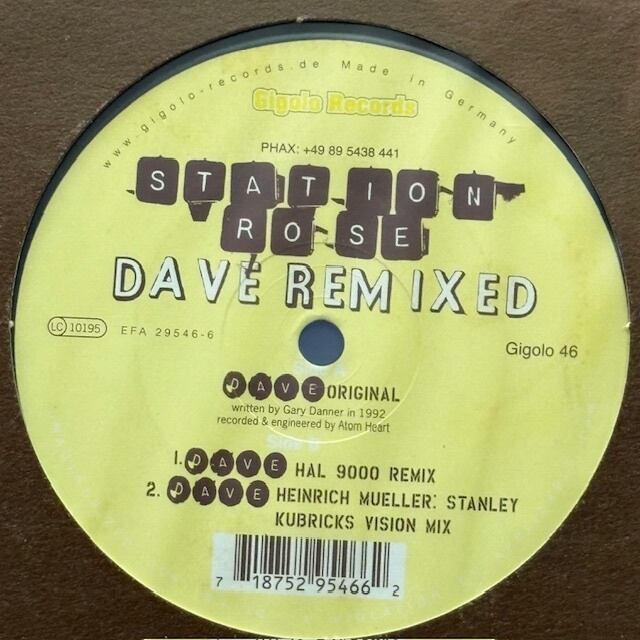 www.gigolo-records.de Made in Germany
Gigolo Records
PHAX: +49 89 5438 441
STATION
ROSE
DAVE REMIXED
LC 10195 EFA 29546-6
Gigolo 46
Side A
DAVE ORIGINAL
written by Gary Danner in 1992
recorded & engineered by Atom Heart
Side B
1. DAVE HAL 9000 REMIX
2. DAVE HEINRICH MUELLER: STANLEY
KUBRICKS VISION MIX
7 18752 95466 2